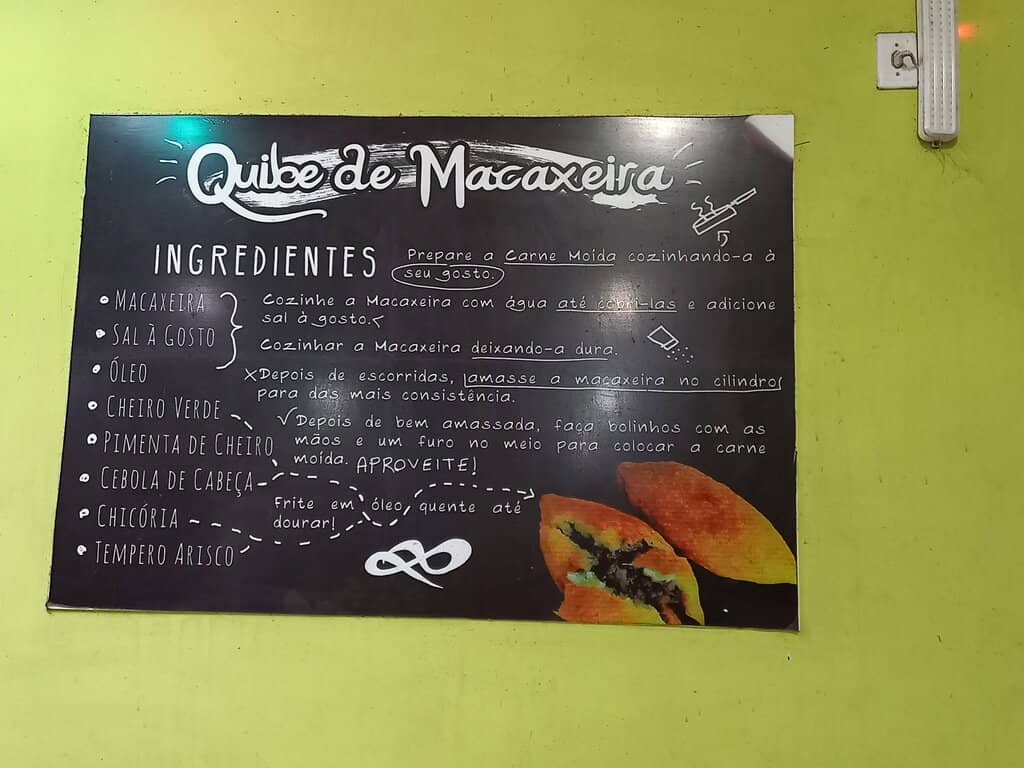 Quibe de Macaxeira
INGREDIENTES
MACAXEIRA
SAL À GOSTO
ÓLEO
CHEIRO VERDE
PIMENTA DE CHEIRO
CEBOLA DE CABEÇA
CHICÓRIA
TEMPERO ARISCO
Prepare a Carne Moída cozinhando-a à
seu gosto.
Cozinhe a Macaxeira com água até cobri-las e adicione
sal à gosto.
Cozinhar a Macaxeira deixando-a dura.
Depois de escorridas, amasse a macaxeira no cilindro
para das mais consistência.
Depois de bem amassada, faça bolinhos com as
mãos e um furo no meio para colocar a carne
moída. APROVEITE!
Frite em óleo quente até
dourar!